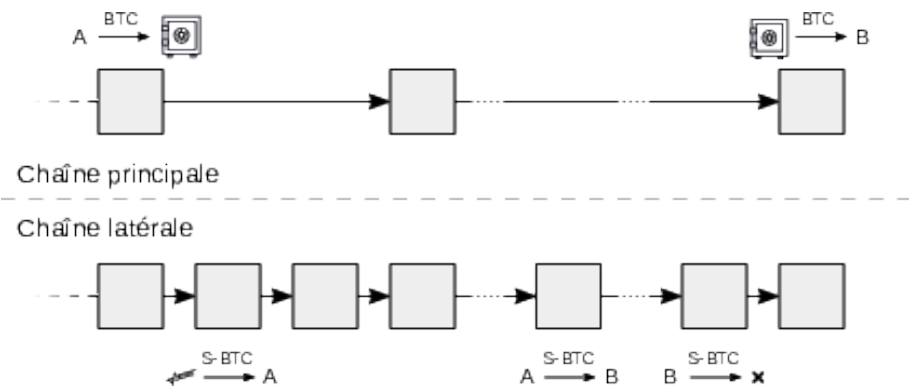 BTC
A
BTC
B
Chaîne principale
Chaîne latérale
S-BTC
A
S-BTC
A B
S-BTC
B